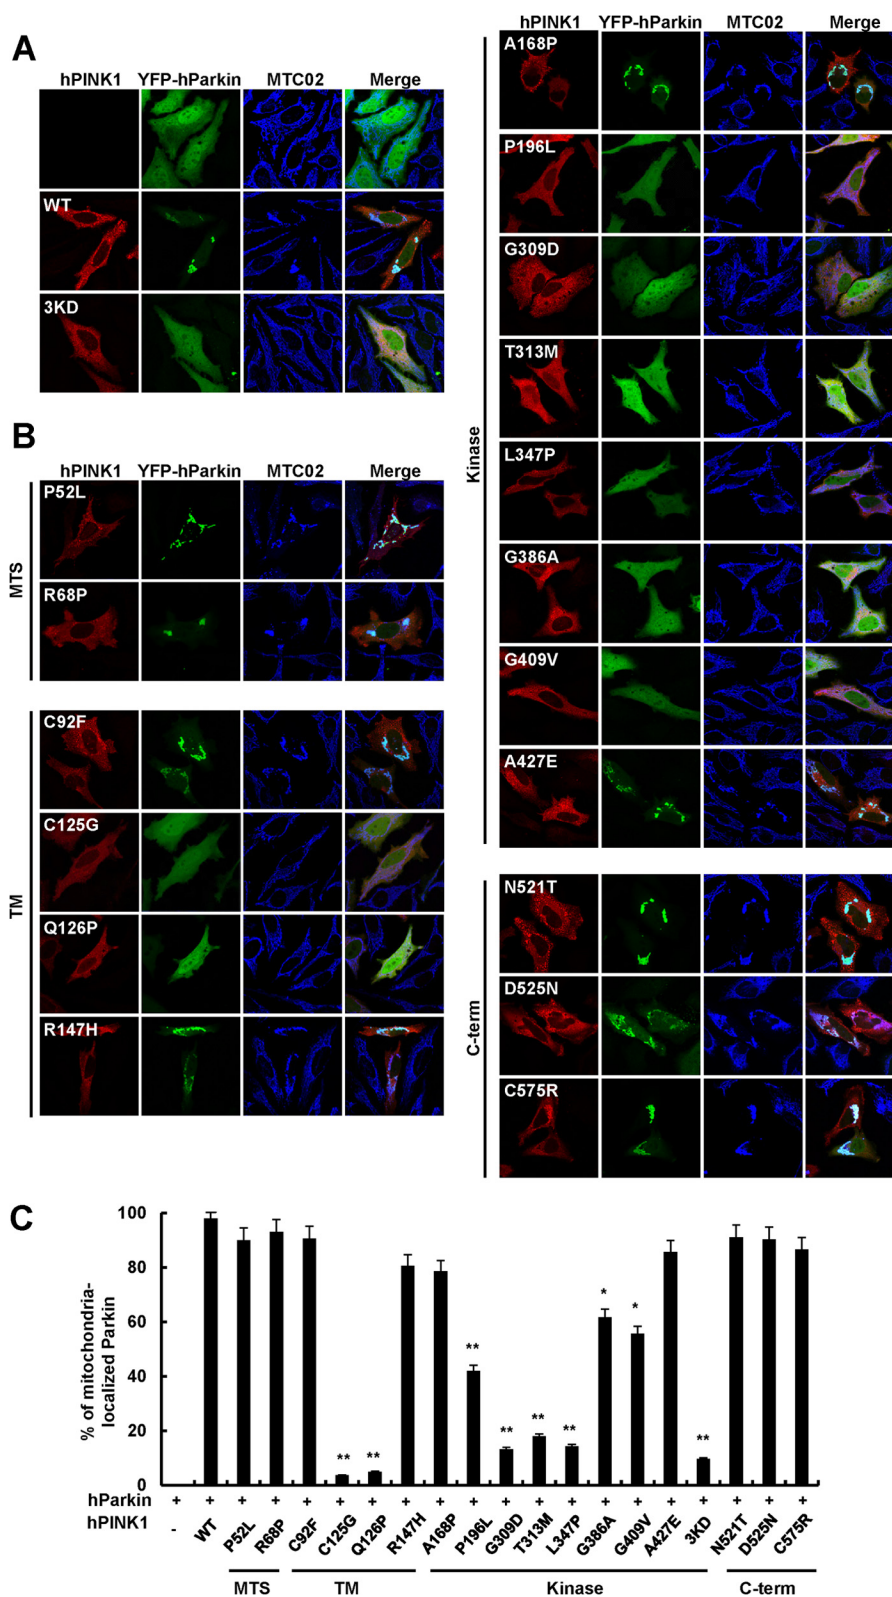 A
hPINK1 YFP-hParkin MTC02 Merge
WT
3KD
B
hPINK1 YFP-hParkin MTC02 Merge
MTS
P52L
R68P
TM
C92F
C125G
Q126P
R147H
hPINK1 YFP-hParkin MTC02 Merge
Kinase
A168P
P196L
G309D
T313M
L347P
G386A
G409V
A427E
C-term
N521T
D525N
C575R
C
% of mitochondria-
localized Parkin
100
80
60
40
20
0
** ** ** ** ** ** * * **
hParkin + + + + + + + + + + + + + + + + + + + +
hPINK1 - WT P52L R68P C92F C125G Q126P R147H A168P P196L G309D T313M L347P G386A G409V A427E 3KD N521T D525N C575R
MTS TM Kinase C-term